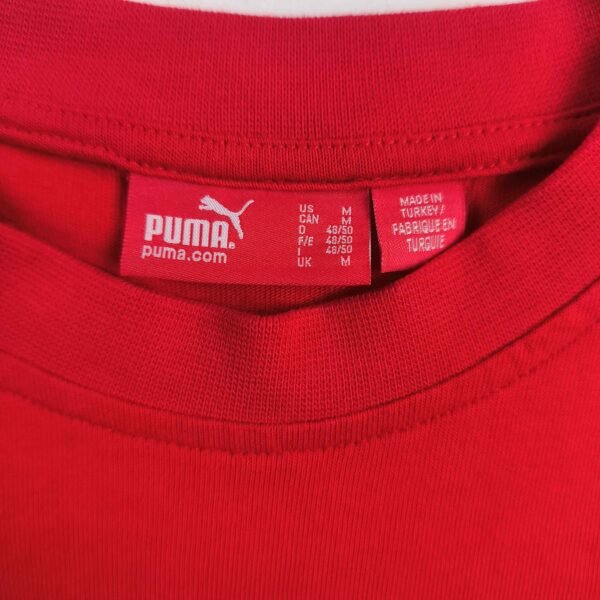 PUMA®
puma.com
US M
CAN M
D 48/50
F/E 48/50
I 48/50
UK M
MADE IN
TURKEY/
FABRIQUE EN
TURQUIE